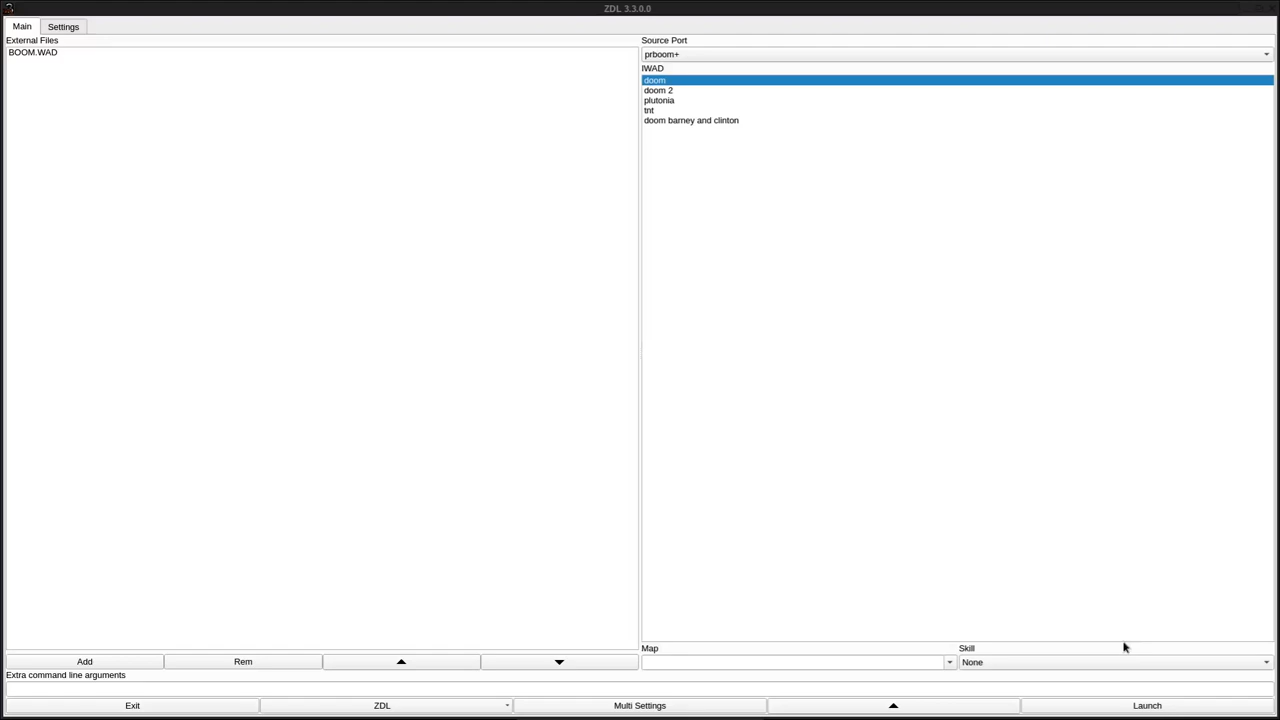 ZDL 3.3.0.0
Main
Settings
External Files
BOOM.WAD
Source Port
prboom+
IWAD
doom
doom 2
plutonia
tnt
doom barney and clinton
Map
Skill
None
Add
Rem
Extra command line arguments
Exit
ZDL
Multi Settings
Launch